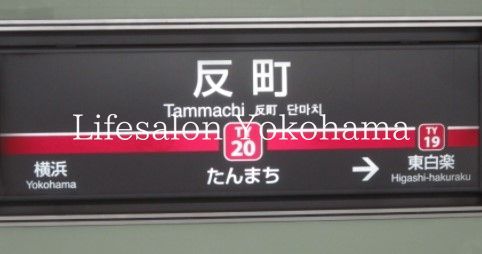 反町
Tammachi 反町 단마치
Lifesalon Yokohama
TY
20
TY
19
横浜
Yokohama
たんまち
→
東白楽
Higashi-hakuraku